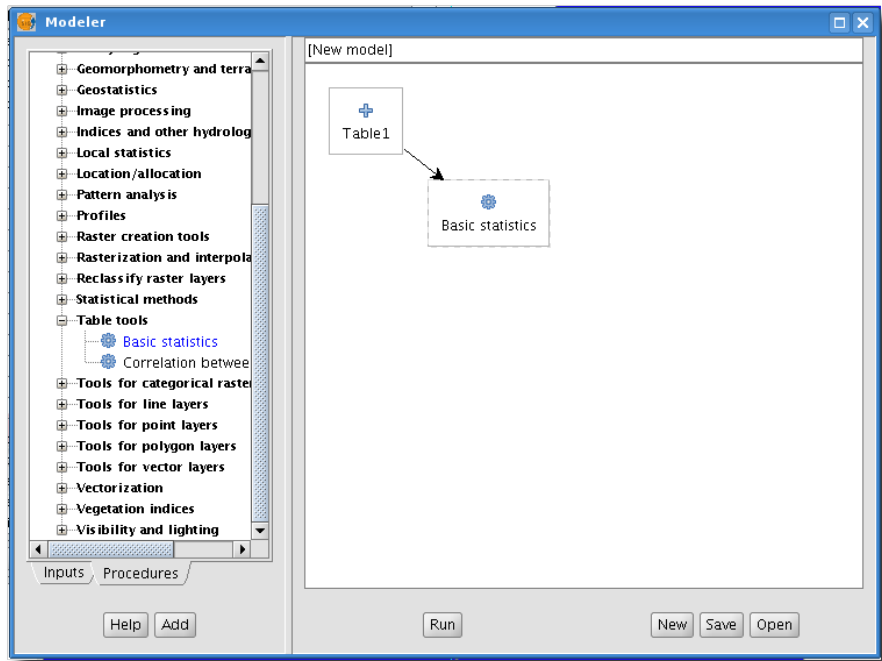 Modeler
Geomorphometry and terra
Geostatistics
Image processing
Indices and other hydrolog
Local statistics
Location/allocation
Pattern analysis
Profiles
Raster creation tools
Rasterization and interpola
Reclassify raster layers
Statistical methods
Table tools
Basic statistics
Correlation betwee
Tools for categorical raste
Tools for line layers
Tools for point layers
Tools for polygon layers
Tools for vector layers
Vectorization
Vegetation indices
Visibility and lighting
Inputs Procedures
Help Add
[New model]
Table1
Basic statistics
Run New Save Open